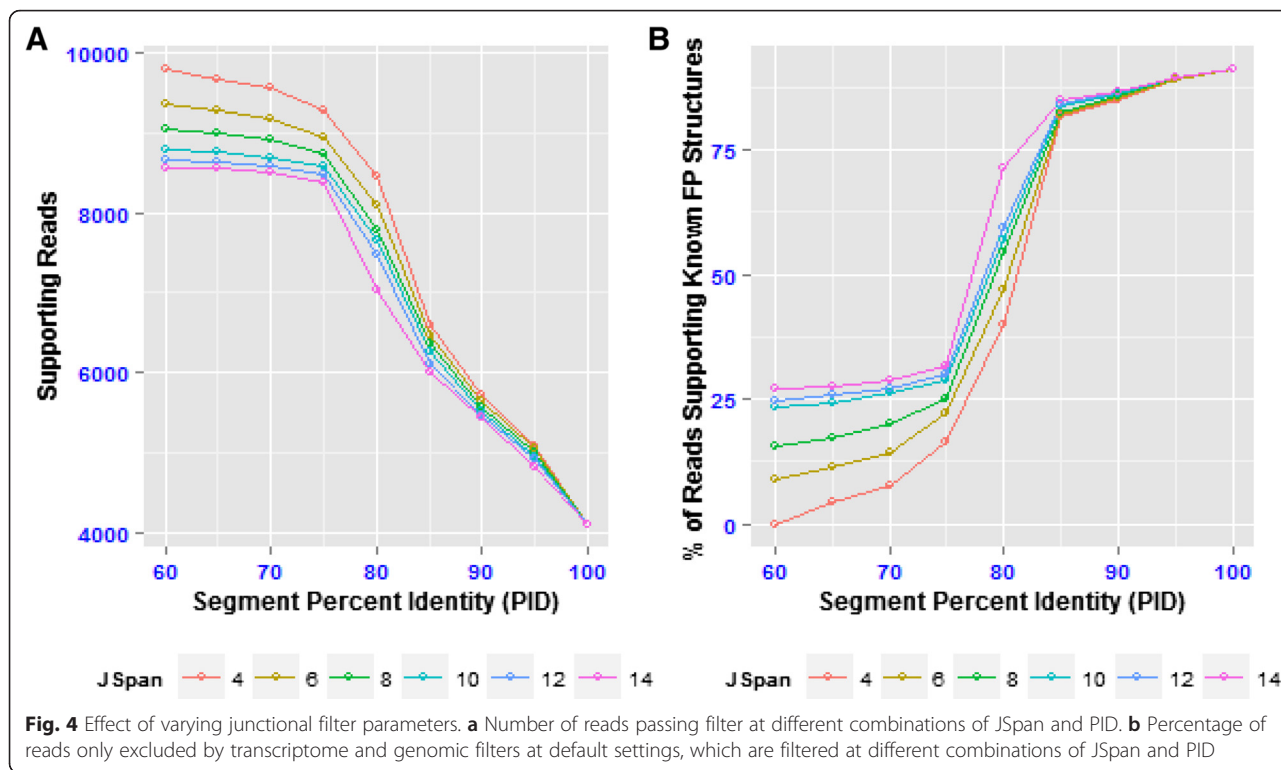 A
10000
8000
6000
4000
Supporting Reads
60 70 80 90 100
Segment Percent Identity (PID)
B
75
50
25
0
% of Reads Supporting Known FP Structures
60 70 80 90 100
Segment Percent Identity (PID)
JSpan 4 6 8 10 12 14
JSpan 4 6 8 10 12 14
Fig. 4 Effect of varying junctional filter parameters. a Number of reads passing filter at different combinations of JSpan and PID. b Percentage of
reads only excluded by transcriptome and genomic filters at default settings, which are filtered at different combinations of JSpan and PID